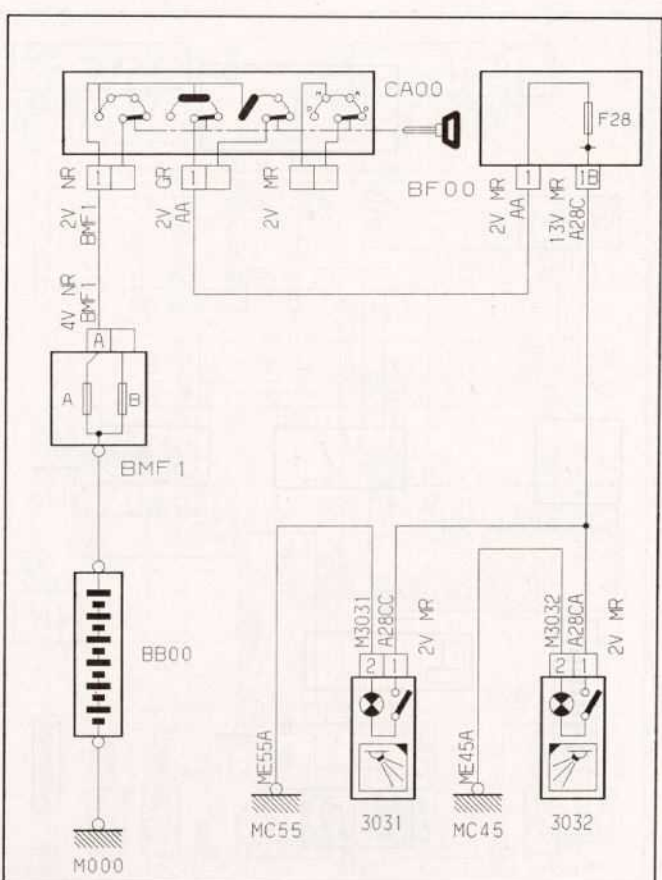 CA00
F28
BF00
NR
1
2V
BMF1
GR
1
2V
AA
MR
2V
1
2V MR
AA
1B
13V MR
A28C
4V NR
BMF1
A
A
B
BMF1
BB00
M000
M3031
A28CC
2V MR
2
1
M3032
A28CA
2V MR
2
1
ME55A
MC55
3031
ME45A
MC45
3032